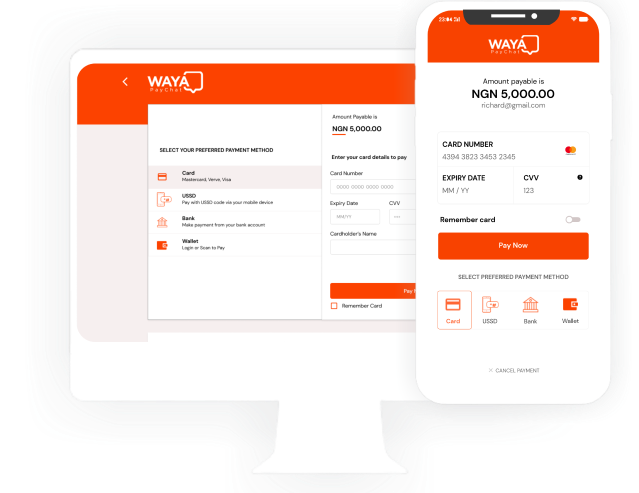 WAYA
PayChat
SELECT YOUR PREFERRED PAYMENT METHOD
Card
Mastercard, Verve, Visa
USSD
Pay with USSD code via your mobile device
Bank
Make payment from your bank account
Wallet
Login or Scan to Pay
Amount Payable is
NGN 5,000.00
Enter your card details to pay
Card Number
0000 0000 0000 0000
Expiry Date CVV
MM/YY
Cardholder's Name
Pay
Remember Card
23:04
WAYA
PayChat
Amount payable is
NGN 5,000.00
richard@gmail.com
CARD NUMBER
4394 3823 3453 2345
EXPIRY DATE CVV
MM / YY 123
Remember card
Pay Now
SELECT PREFERRED PAYMENT METHOD
Card USSD Bank Wallet
× CANCEL PAYMENT